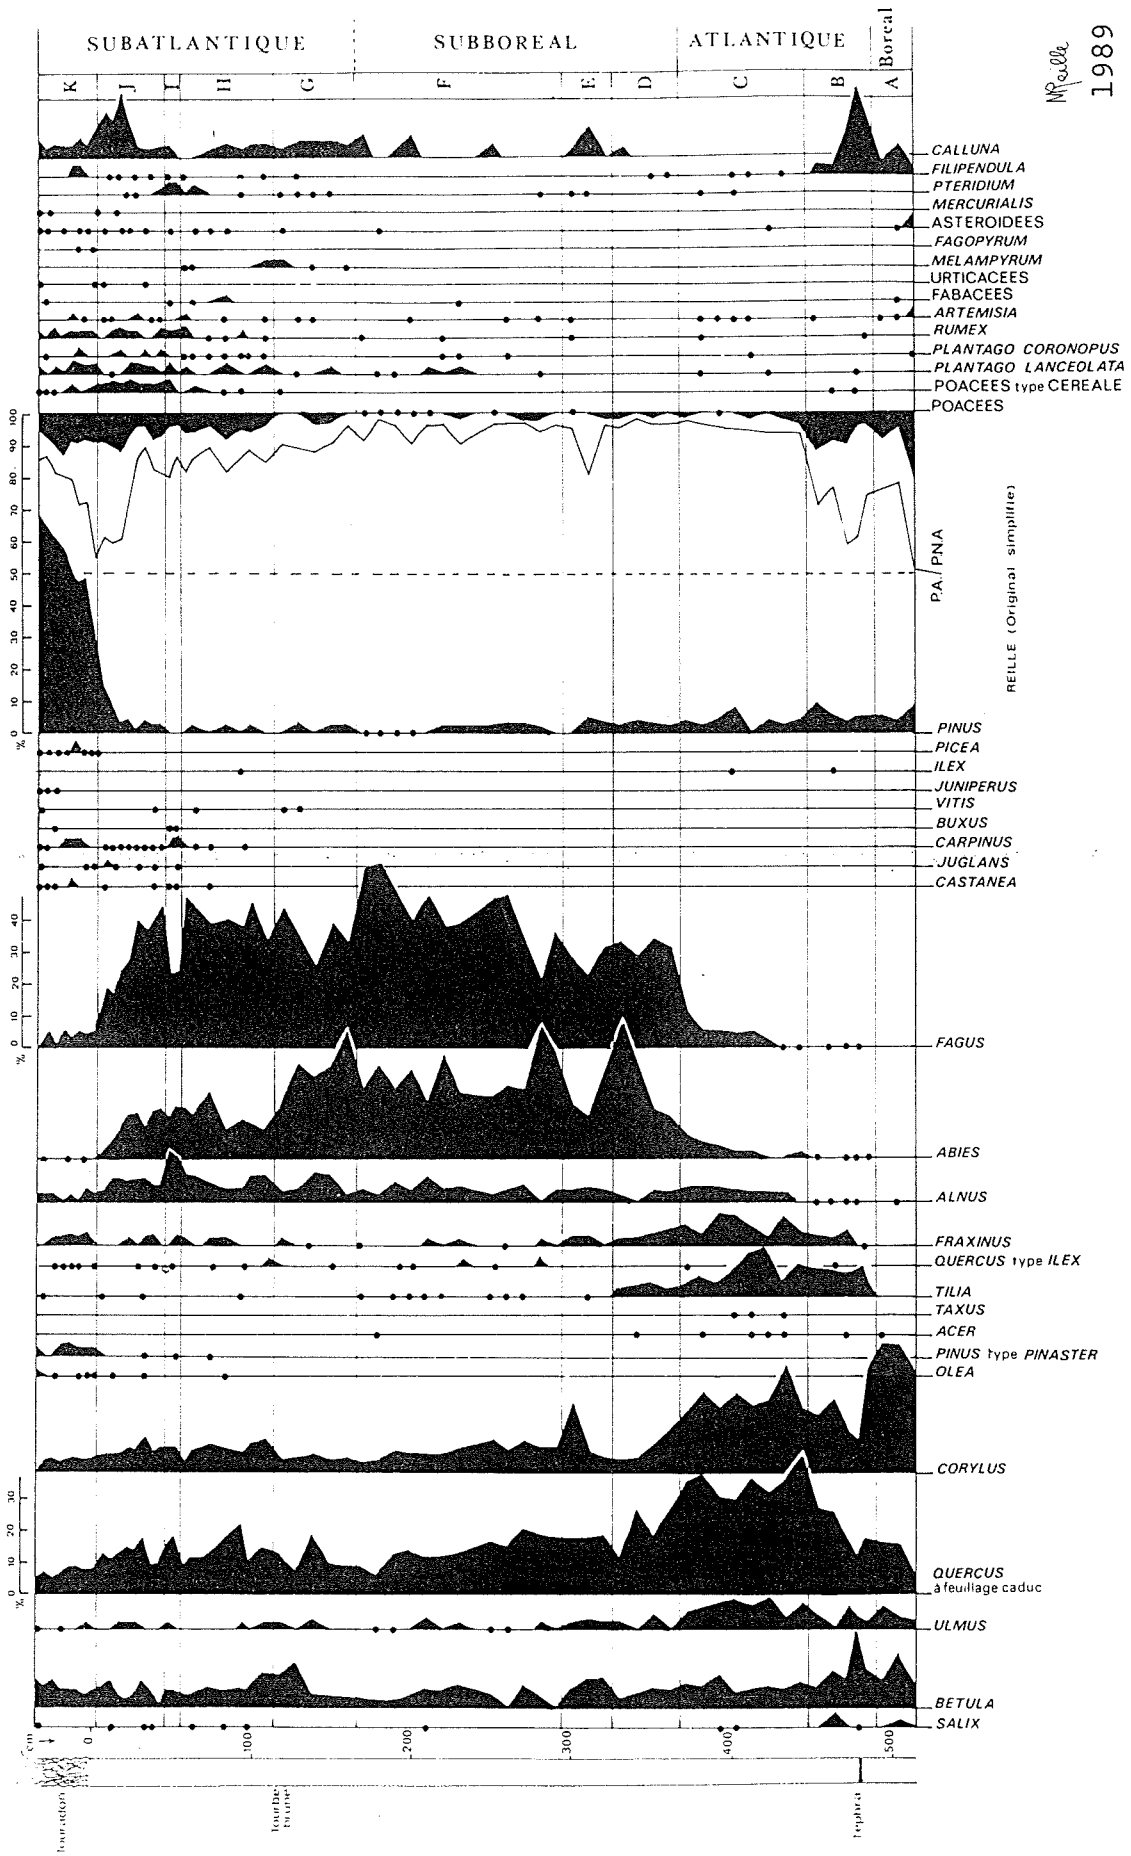 SUBATLANTIQUE SUBBOREAL ATLANTIQUE Boreal
K J I H G F E D C B A
MReille
1989
CALLUNA
FILIPENDULA
PTERIDIUM
MERCURIALIS
ASTEROIDEES
FAGOPYRUM
MELAMPYRUM
URTICACEES
FABACEES
ARTEMISIA
RUMEX
PLANTAGO CORONOPUS
PLANTAGO LANCEOLATA
POACEES type CEREALE
POACEES
100
90
80
70
60
50
40
30
20
10
0
%
P.A./P.N.A
REILLE (Original simplifié)
PINUS
PICEA
ILEX
JUNIPERUS
VITIS
BUXUS
CARPINUS
JUGLANS
CASTANEA
40
30
20
10
0
%
FAGUS
ABIES
ALNUS
FRAXINUS
QUERCUS type ILEX
TILIA
TAXUS
ACER
PINUS type PINASTER
OLEA
CORYLUS
30
20
10
0
%
QUERCUS
à feuillage caduc
ULMUS
BETULA
SALIX
cm 0 100 200 300 400 500
Touradon
Tourbe
brune
Tephra